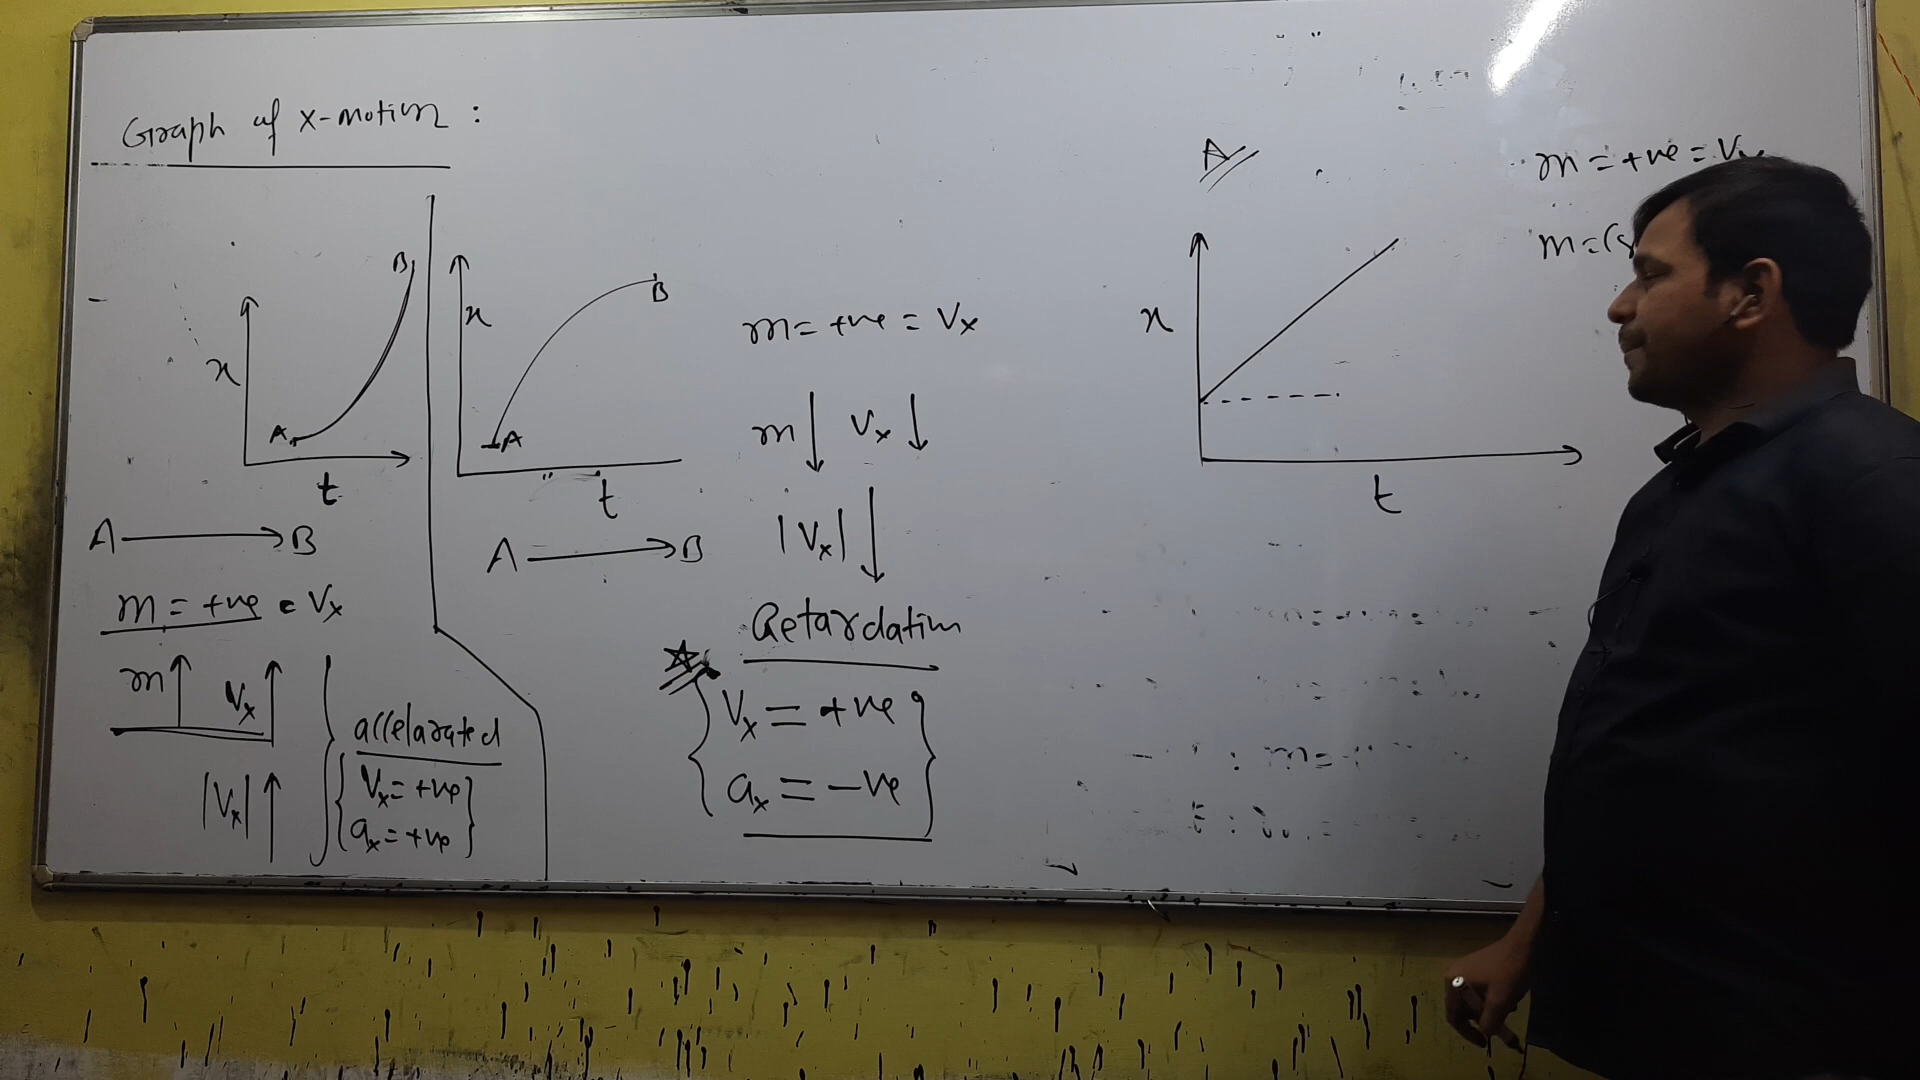 Graph of x-motion :
B
x
A
t
A → B
m = +ve = Vx
m ↑ Vx ↑
|Vx| ↑
accelarated
Vx = +ve
ax = +ve
x
B
A
t
A → B
m = +ve = Vx
m ↓ Vx ↓
|Vx| ↓
Retardation
Vx = +ve
ax = -ve
A
x
t
m = +ve = Vx
m =